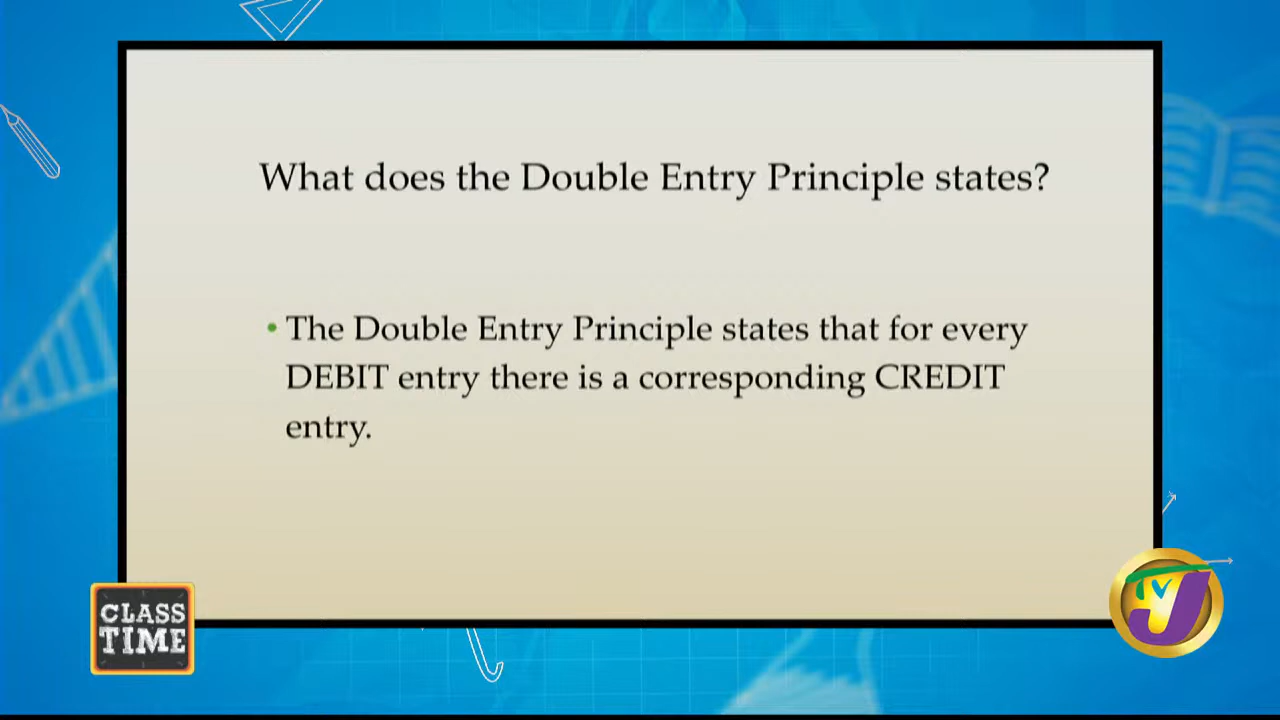 What does the Double Entry Principle states?
• The Double Entry Principle states that for every
DEBIT entry there is a corresponding CREDIT
entry.
CLASS
TIME
TVJ